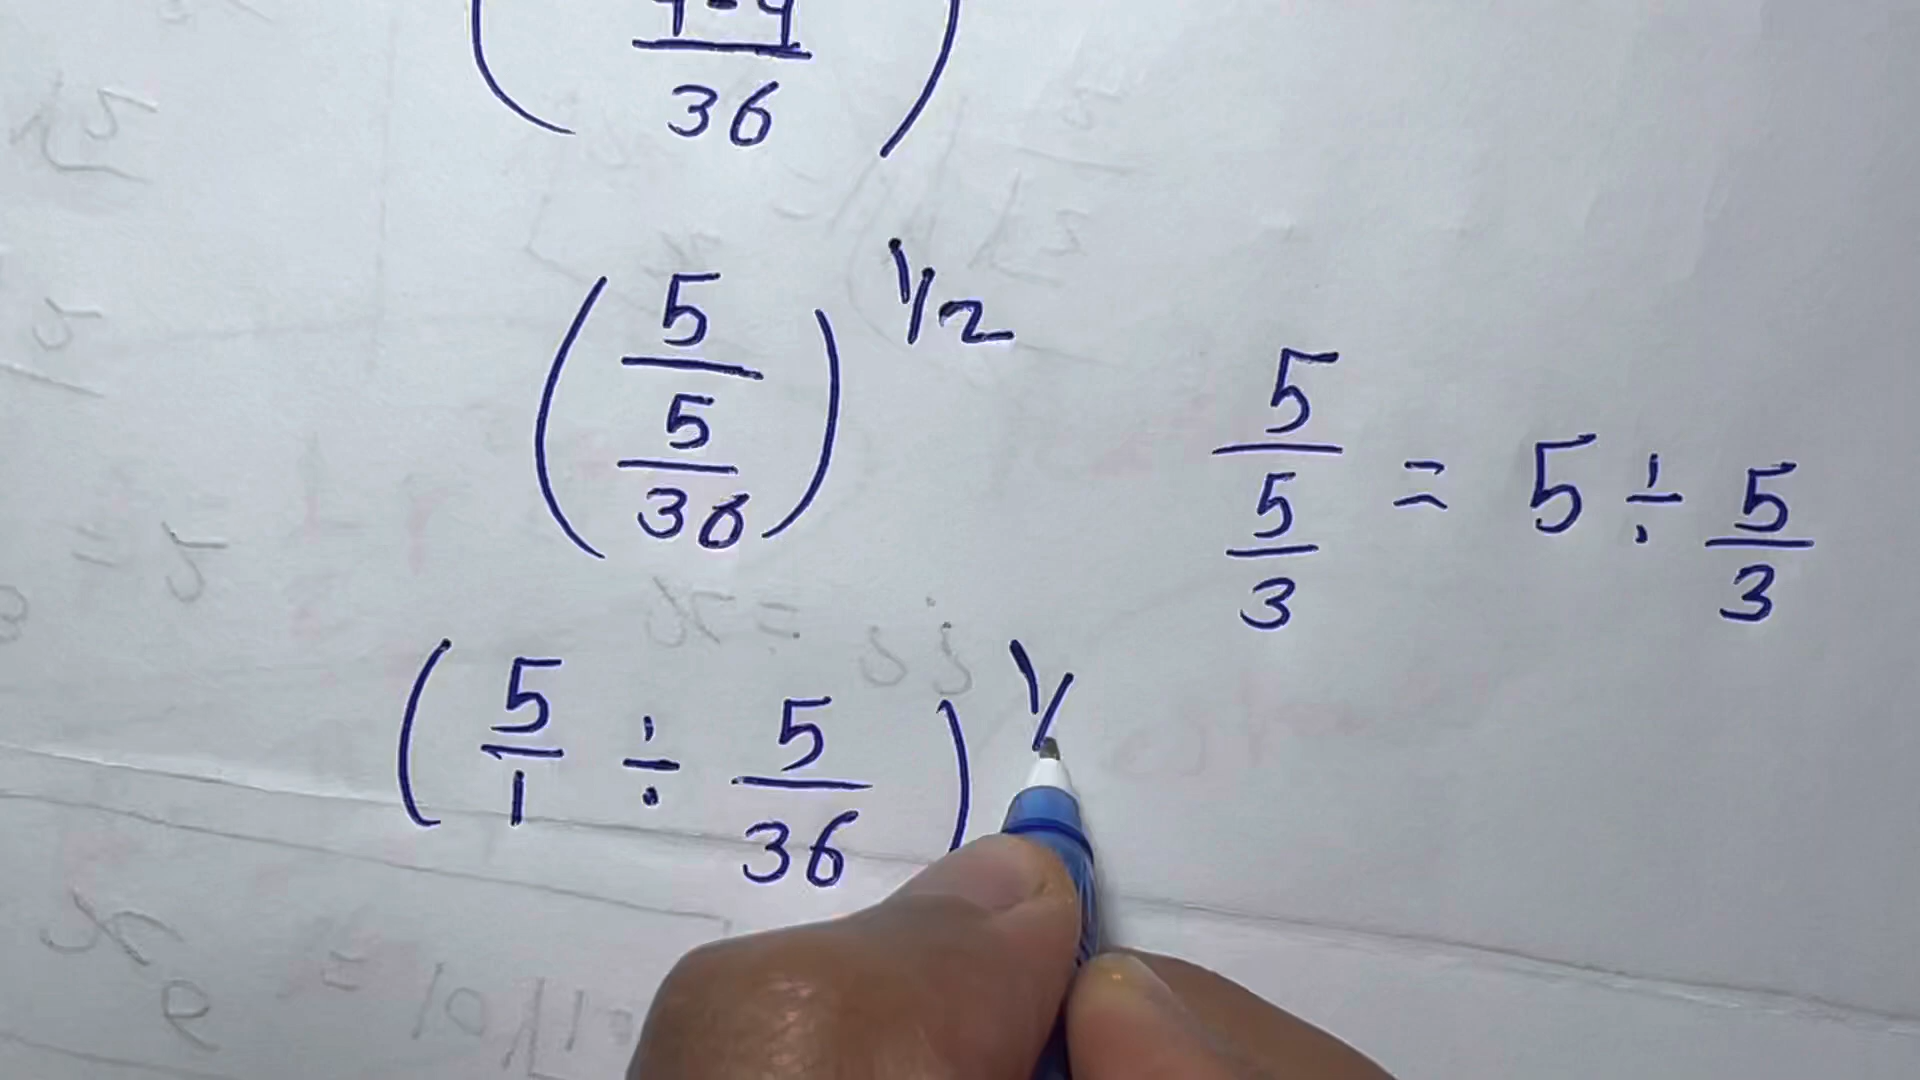 36
(5/(5/36))^1/2
5/(5/3) = 5 ÷ 5/3
(5/1 ÷ 5/36)^1/